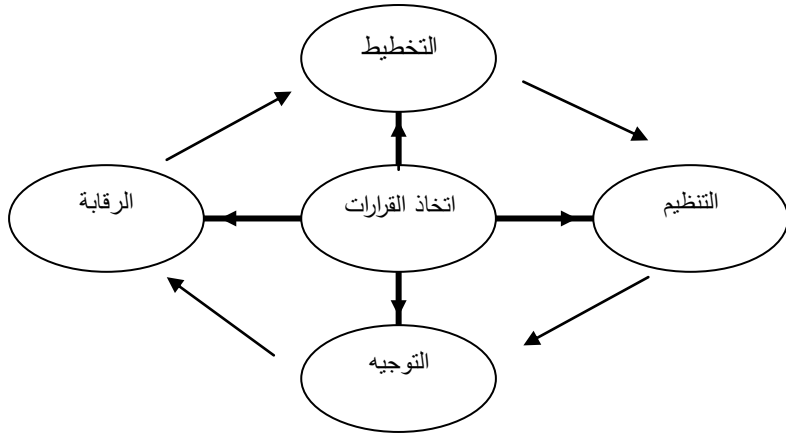 التخطيط
الرقابة
اتخاذ القرارات
التنظيم
التوجيه